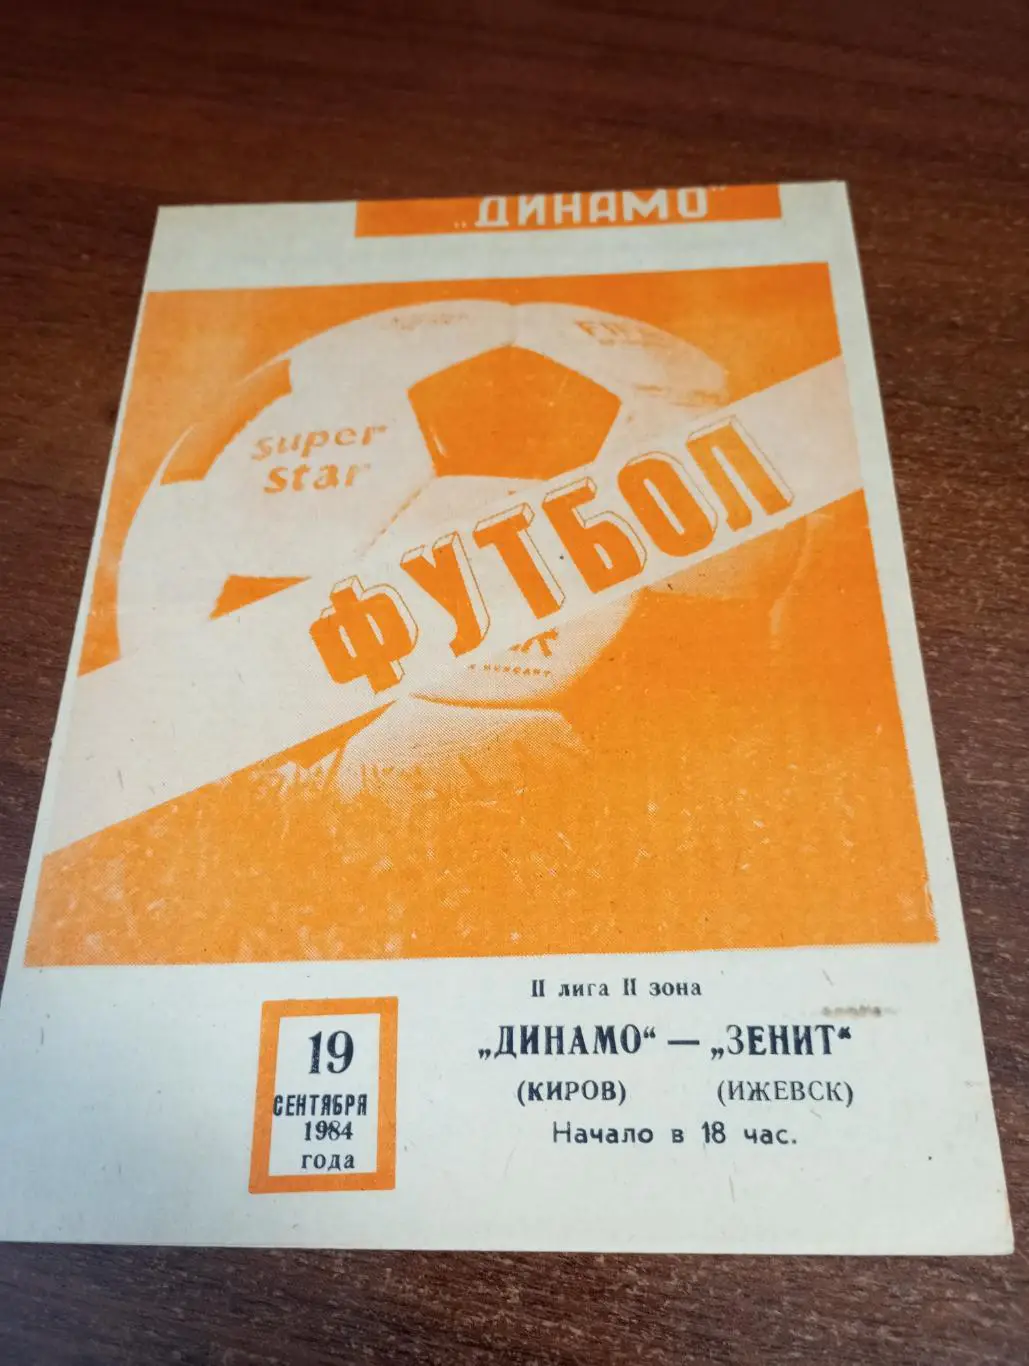 „ДИНАМО"
super
star
ФУТБОЛ
II лига II зона
„ДИНАМО" — „ЗЕНИТ"
(КИРОВ) (ИЖЕВСК)
Начало в 18 час.
19
СЕНТЯБРЯ
1984
года